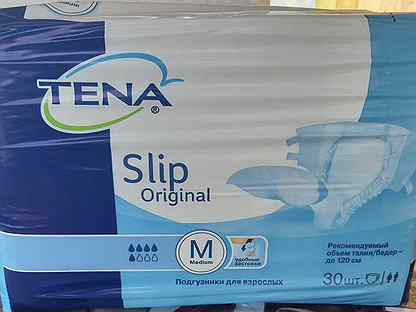 TENA®
Slip
Original
M
Medium
удобные
застежки
Рекомендуемый
объем талии/бедер –
до 120 см
Подгузники для взрослых
30 шт.